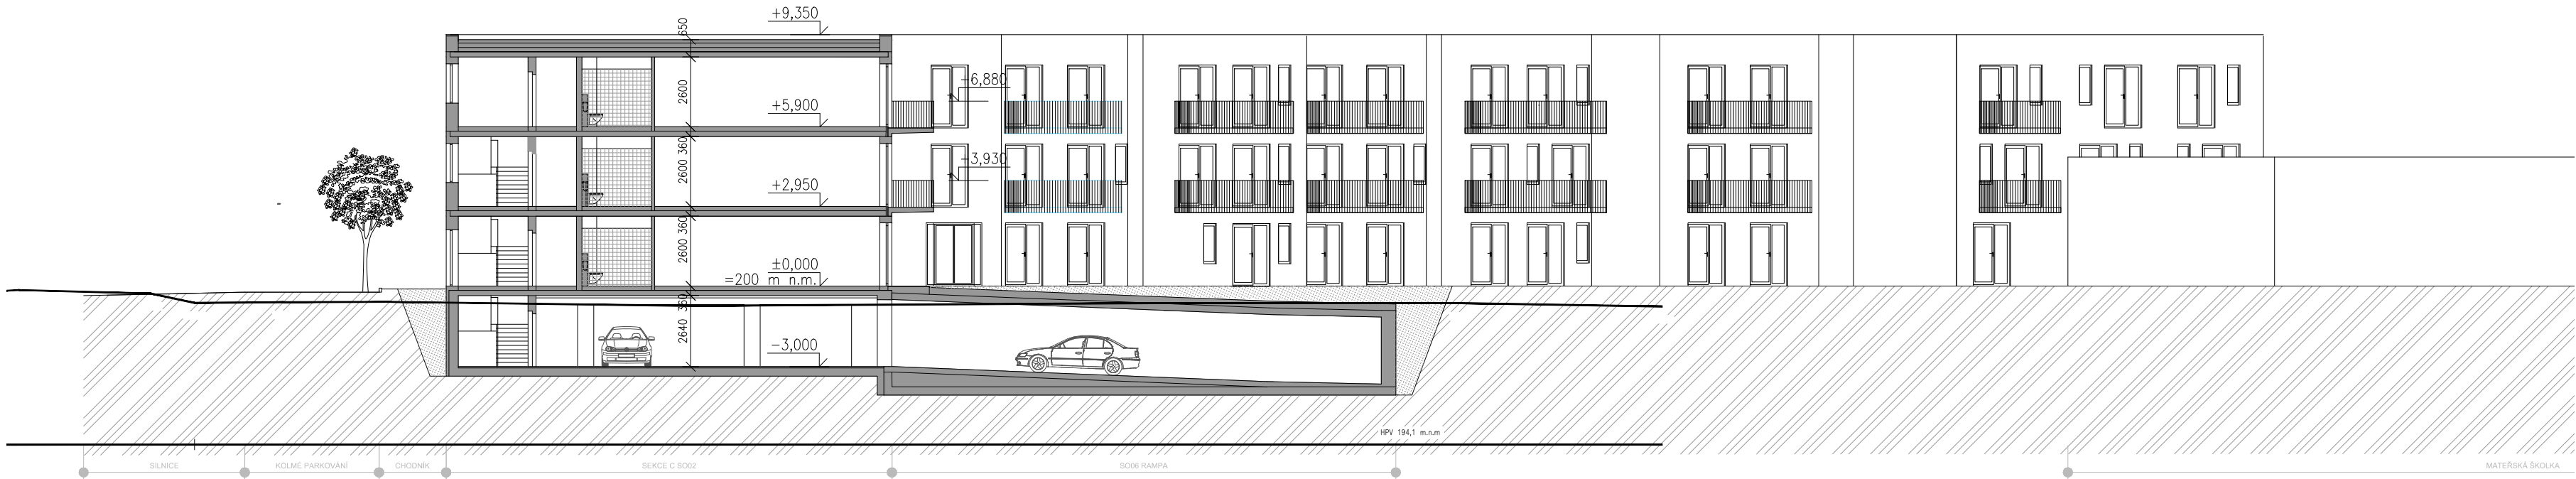 +9,350
650
2600
+6,880
+5,900
360
2600
+3,930
+2,950
360
2600
±0,000
=200 m n.m.
360
2640
-3,000
HPV 194,1 m.n.m
SILNICE
KOLMÉ PARKOVÁNÍ
CHODNÍK
SEKCE C SO02
SO06 RAMPA
MATEŘSKÁ ŠKOLKA